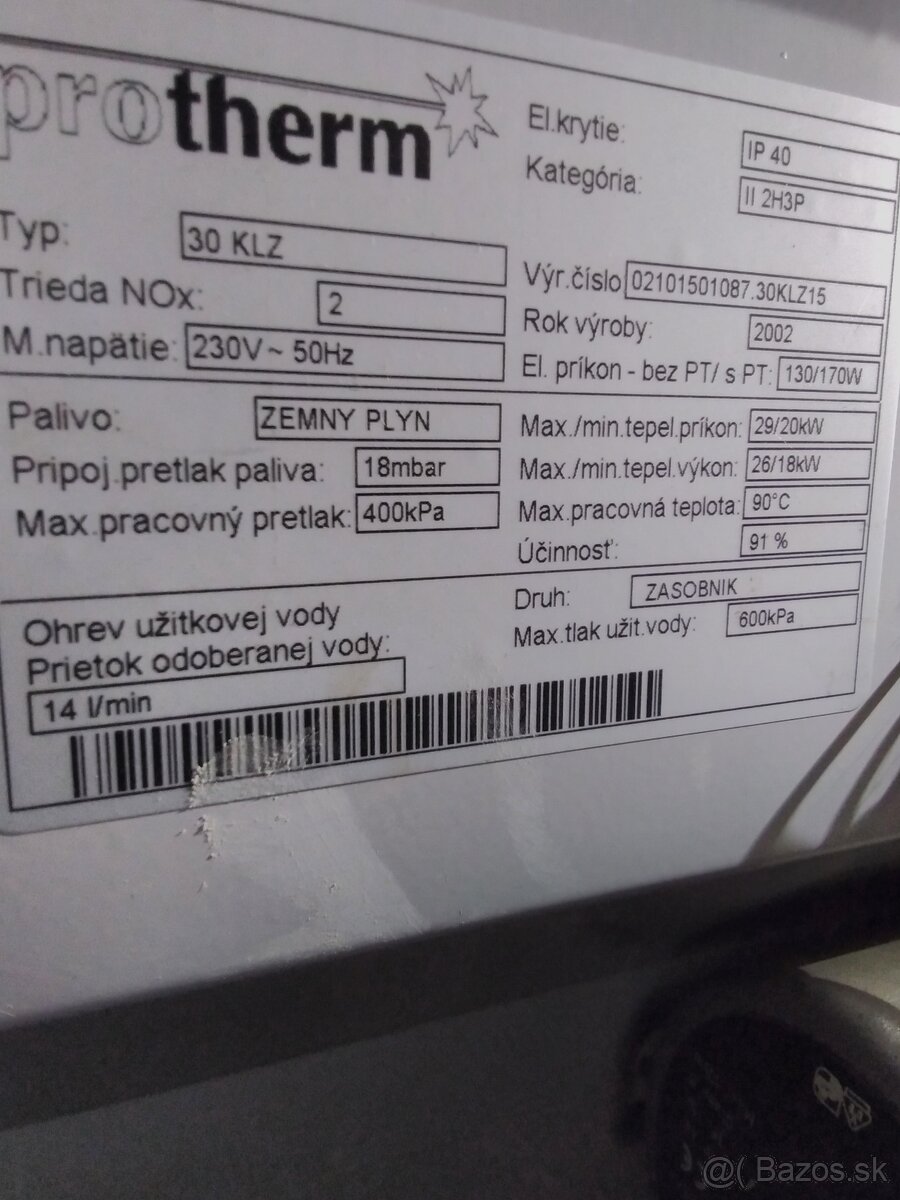 protherm
El.krytie: IP 40
Kategória: II 2H3P
Typ: 30 KLZ
Trieda NOx: 2
M.napätie: 230V~ 50Hz
Výr.číslo 02101501087.30KLZ15
Rok výroby: 2002
El. príkon - bez PT/ s PT: 130/170W
Palivo: ZEMNY PLYN
Pripoj.pretlak paliva: 18mbar
Max.pracovný pretlak: 400kPa
Max./min.tepel.príkon: 29/20kW
Max./min.tepel.výkon: 26/18kW
Max.pracovná teplota: 90°C
Účinnosť: 91 %
Ohrev užitkovej vody
Prietok odoberanej vody:
14 l/min
Druh: ZASOBNIK
Max.tlak užit.vody: 600kPa
@( Bazos.sk